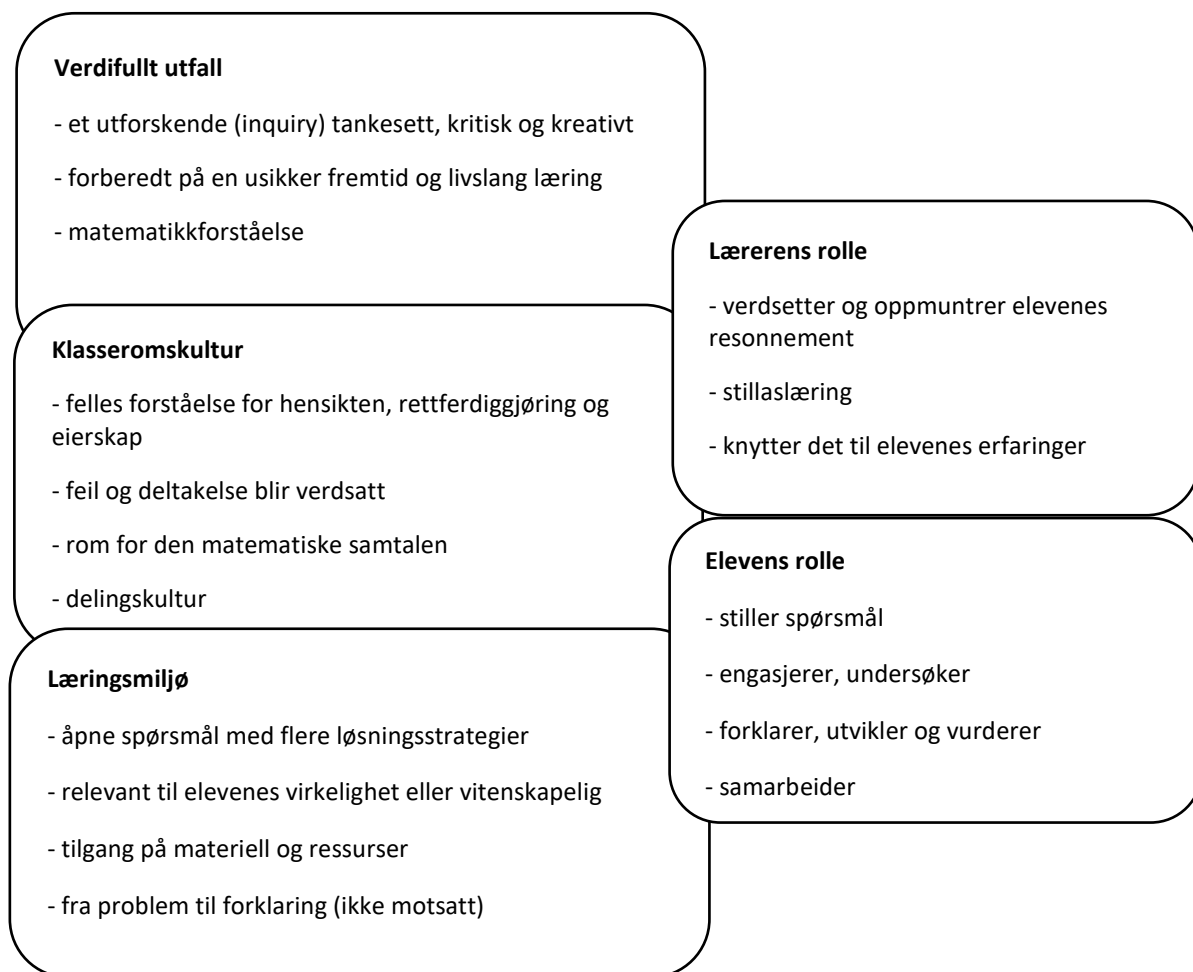 Verdifullt utfall
- et utforskende (inquiry) tankesett, kritisk og kreativt
- forberedt på en usikker fremtid og livslang læring
- matematikkforståelse
Klasseromskultur
- felles forståelse for hensikten, rettferdiggjøring og
eierskap
- feil og deltakelse blir verdsatt
- rom for den matematiske samtalen
- delingskultur
Læringsmiljø
- åpne spørsmål med flere løsningsstrategier
- relevant til elevenes virkelighet eller vitenskapelig
- tilgang på materiell og ressurser
- fra problem til forklaring (ikke motsatt)
Lærerens rolle
- verdsetter og oppmuntrer elevenes
resonnement
- stillaslæring
- knytter det til elevenes erfaringer
Elevens rolle
- stiller spørsmål
- engasjerer, undersøker
- forklarer, utvikler og vurderer
- samarbeider